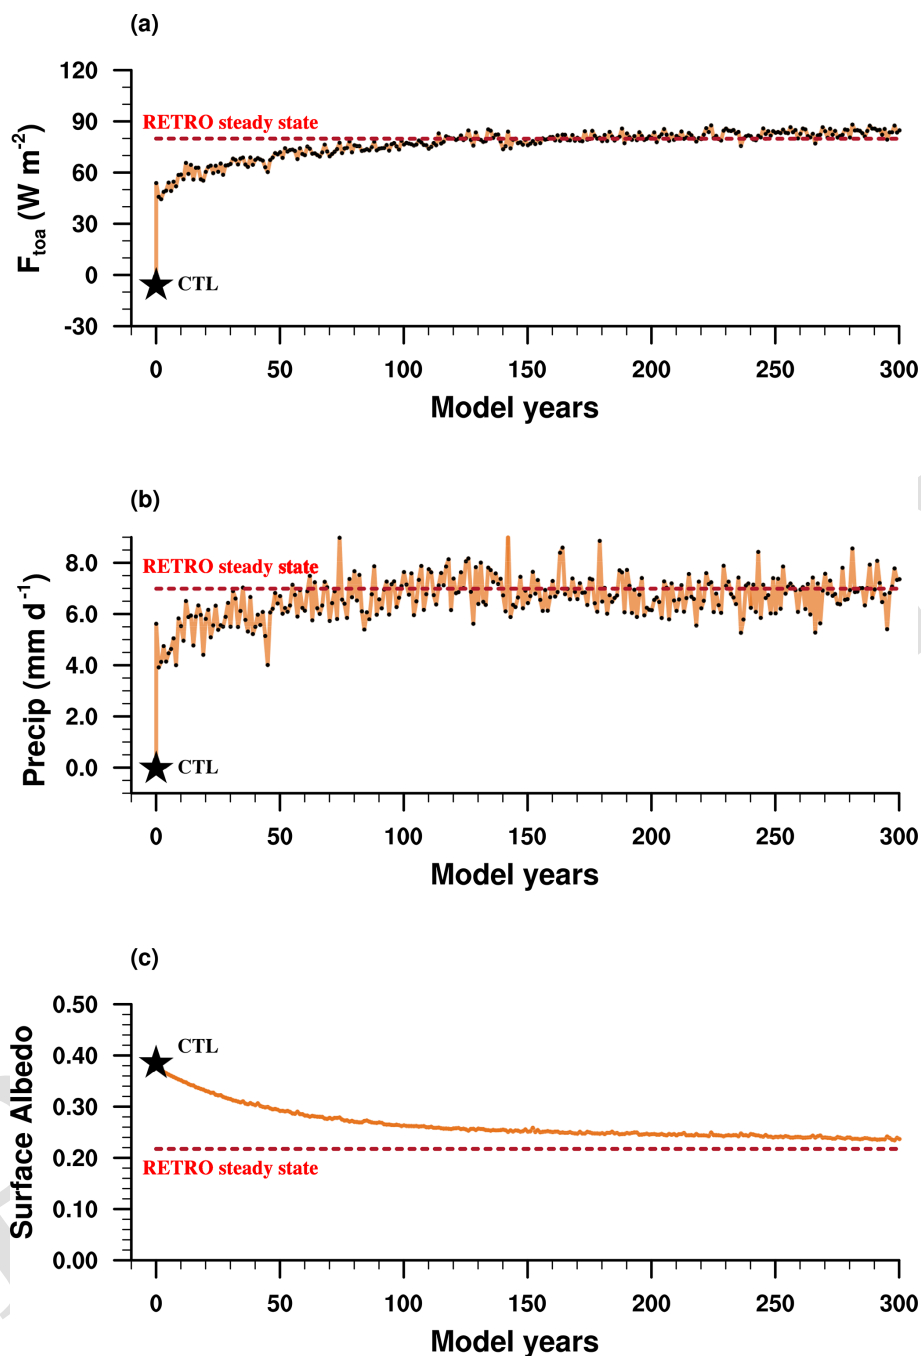 (a)
120
90
60
30
0
-30
F_toa (W m^-2)
RETRO steady state
CTL
0 50 100 150 200 250 300
Model years
(b)
8.0
6.0
4.0
2.0
0.0
Precip (mm d^-1)
RETRO steady state
CTL
0 50 100 150 200 250 300
Model years
(c)
0.50
0.40
0.30
0.20
0.10
0.00
Surface Albedo
CTL
RETRO steady state
0 50 100 150 200 250 300
Model years